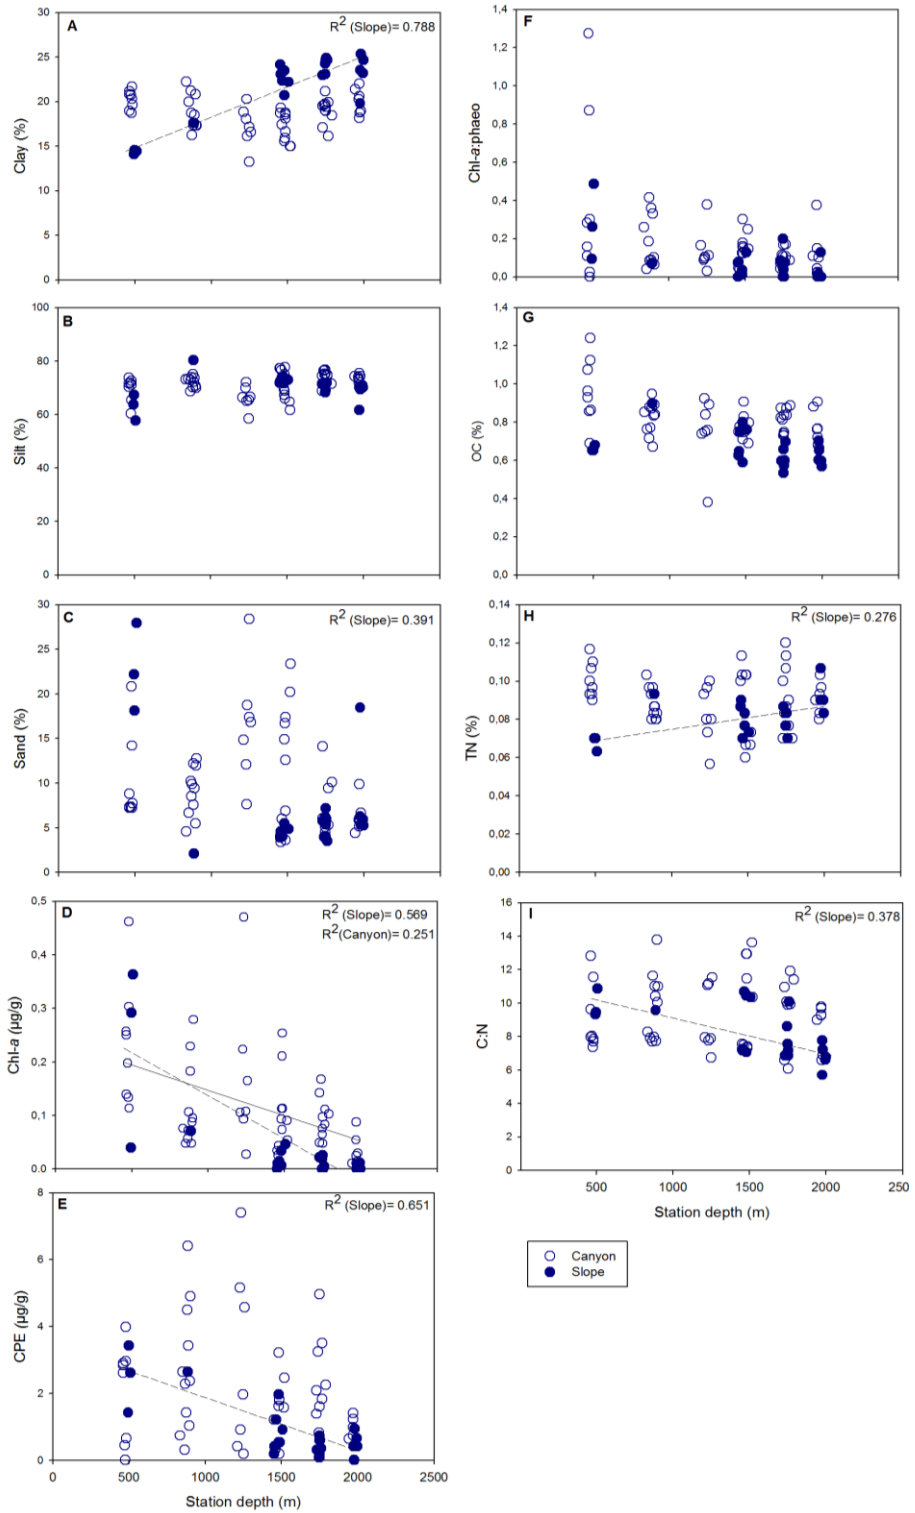 A
R2 (Slope)= 0.788
30
25
20
15
10
5
0
Clay (%)
B
100
80
60
40
20
0
Silt (%)
C
R2 (Slope)= 0.391
30
25
20
15
10
5
0
Sand (%)
D
R2 (Slope)= 0.569
R2(Canyon)= 0.251
0,5
0,4
0,3
0,2
0,1
0,0
Chl-a (µg/g)
E
R2 (Slope)= 0.651
8
6
4
2
0
CPE (µg/g)
0 500 1000 1500 2000 2500
Station depth (m)
F
1,4
1,2
1,0
0,8
0,6
0,4
0,2
0,0
Chl-a:phaeo
G
1,4
1,2
1,0
0,8
0,6
0,4
0,2
0,0
OC (%)
H
R2 (Slope)= 0.276
0,14
0,12
0,10
0,08
0,06
0,04
0,02
0,00
TN (%)
I
R2 (Slope)= 0.378
16
14
12
10
8
6
4
2
0
C:N
500 1000 1500 2000 250
Station depth (m)
Canyon
Slope